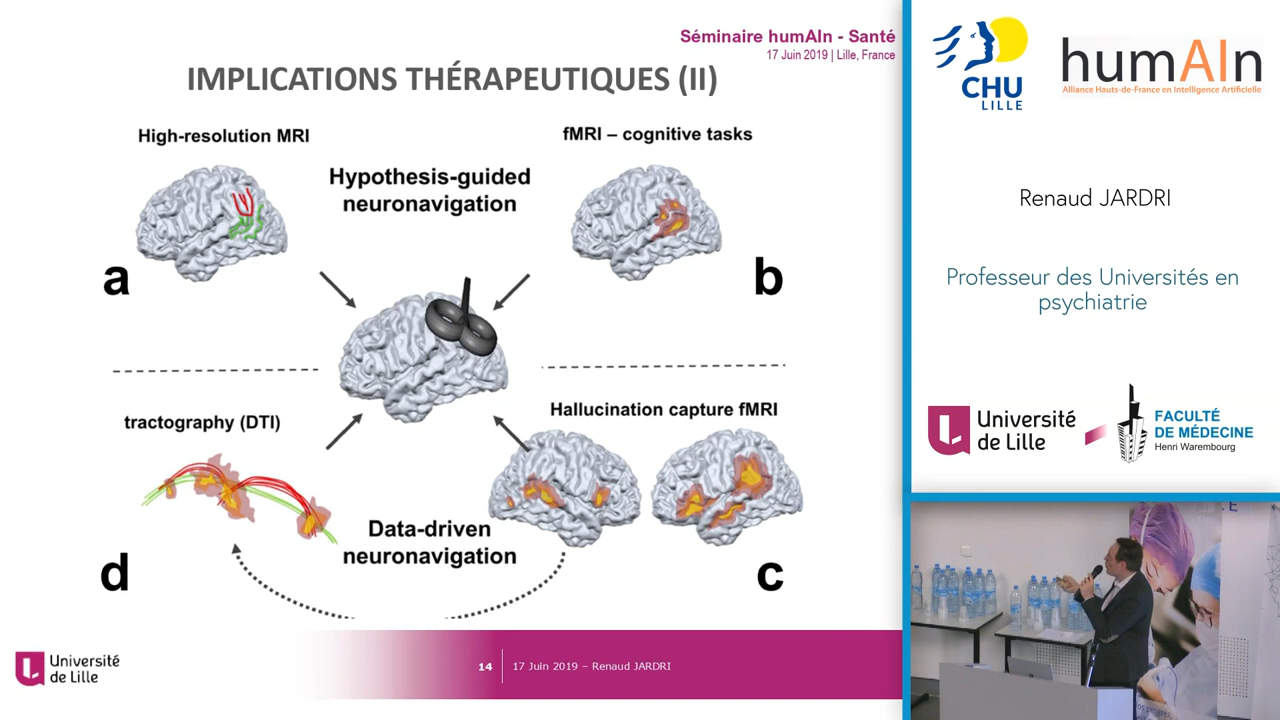 Séminaire humAIn - Santé
17 Juin 2019 | Lille, France
IMPLICATIONS THÉRAPEUTIQUES (II)
High-resolution MRI
fMRI – cognitive tasks
Hypothesis-guided
neuronavigation
a
b
tractography (DTI)
Hallucination capture fMRI
Data-driven
neuronavigation
d
c
Université
de Lille
14
17 Juin 2019 – Renaud JARDRI
CHU
LILLE
humAIn
Alliance Hauts-de-France en Intelligence Artificielle
Renaud JARDRI
Professeur des Universités en
psychiatrie
Université
de Lille
FACULTÉ
DE MÉDECINE
Henri Warembourg